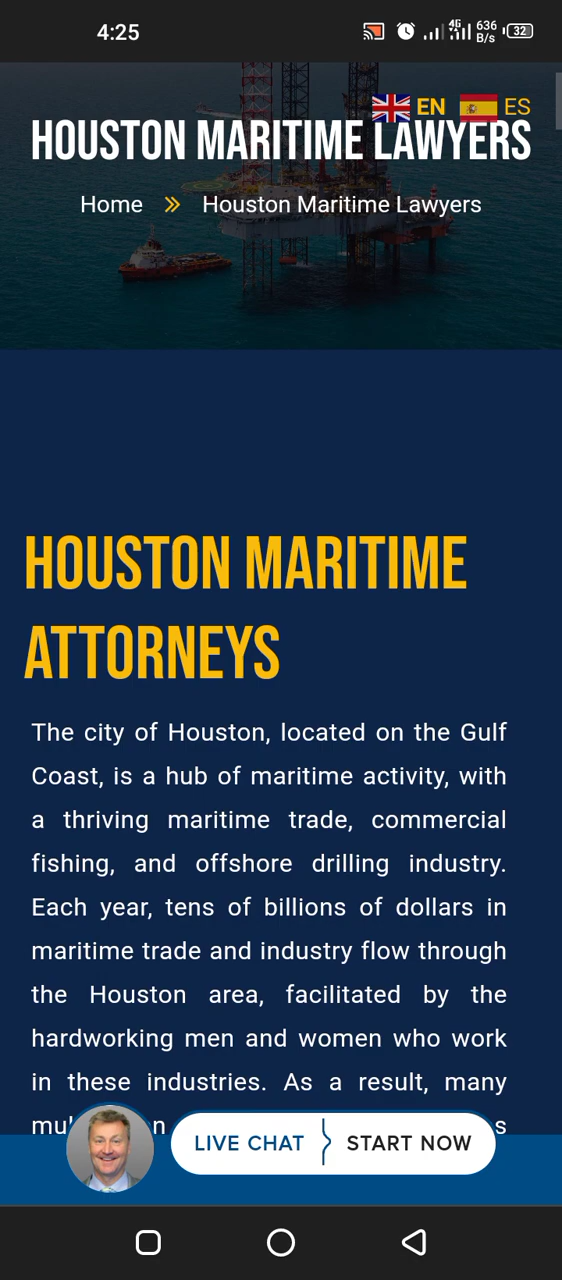 4:25
4G
636
B/s
32
EN ES
HOUSTON MARITIME LAWYERS
Home Houston Maritime Lawyers
HOUSTON MARITIME
ATTORNEYS
The city of Houston, located on the Gulf
Coast, is a hub of maritime activity, with
a thriving maritime trade, commercial
fishing, and offshore drilling industry.
Each year, tens of billions of dollars in
maritime trade and industry flow through
the Houston area, facilitated by the
hardworking men and women who work
in these industries. As a result, many
LIVE CHAT START NOW